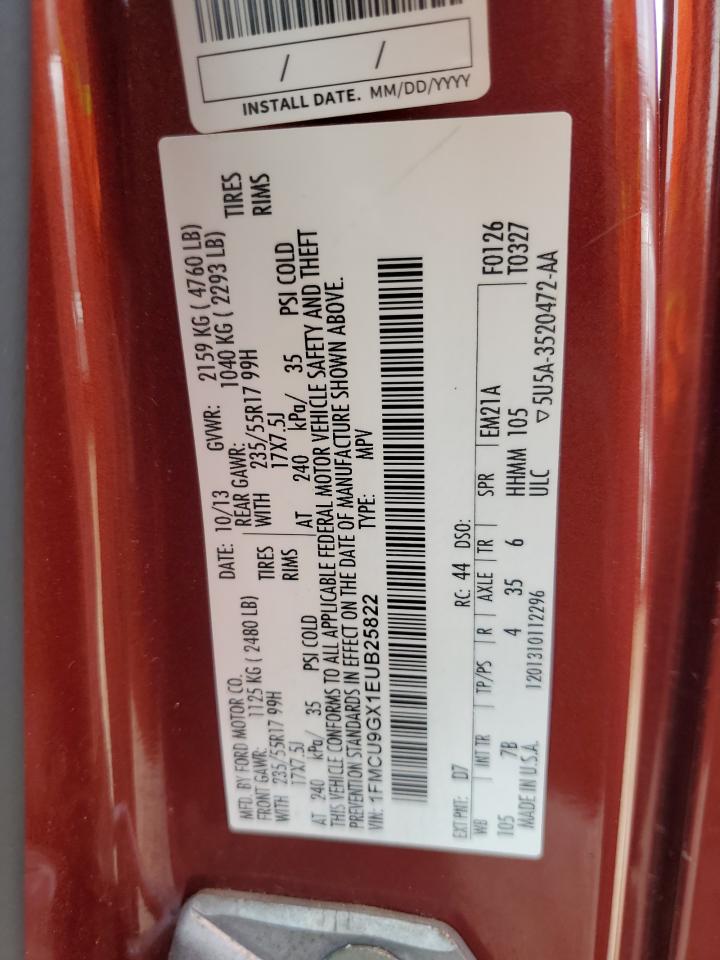 / /
INSTALL DATE. MM/DD/YYYY
MFD. BY FORD MOTOR CO. DATE: 10/13 GVWR: 2159 KG ( 4760 LB)
FRONT GAWR: 1125 KG ( 2480 LB) REAR GAWR: 1040 KG ( 2293 LB)
WITH 235/55R17 99H TIRES WITH 235/55R17 99H TIRES
17X7.5J RIMS 17X7.5J RIMS
AT 240 kPa/ 35 PSI COLD AT 240 kPa/ 35 PSI COLD
THIS VEHICLE CONFORMS TO ALL APPLICABLE FEDERAL MOTOR VEHICLE SAFETY AND THEFT
PREVENTION STANDARDS IN EFFECT ON THE DATE OF MANUFACTURE SHOWN ABOVE.
VIN: 1FMCU9GX1EUB25822 TYPE: MPV
EXT PNT: D7 RC: 44 DSO: F0126
WB INT TR TP/PS R AXLE TR SPR EM21A T0327
105 7B 4 35 6 HHMM 105
MADE IN U.S.A. 1201310112296 ULC ▽5U5A-3520472-AA